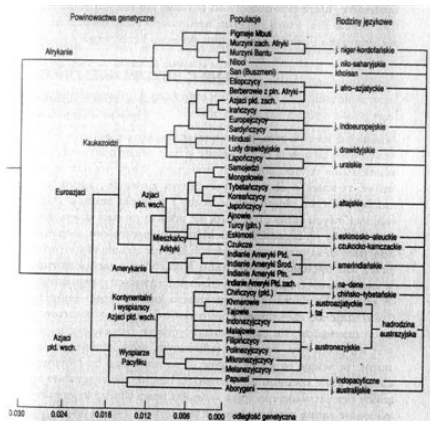 Powinowactwa genetyczne
Populacje
Rodziny językowe
Afrykanie
Kaukazoidzi
Euroazjaci
Azjaci
płn. wsch.
Mieszkańcy
Arktyki
Amerykanie
Kontynentalni
i wyspiarscy
Azjaci płd. wsch.
Azjaci
płd. wsch.
Wyspiarze
Pacyfiku
Pigmeje Mbuti
Murzyni zach. Afryki
Murzyni Bantu
Niloci
San (Buszmeni)
Etiopczycy
Berberowie z płn. Afryki
Azjaci płd. zach.
Irańczycy
Europejczycy
Sardyńczycy
Hindusi
Ludy drawidyjskie
Lapończycy
Samojedzi
Mongołowie
Tybetańczycy
Koreańczycy
Japończycy
Ajnowie
Turcy (płn.)
Eskimosi
Czukcze
Indianie Ameryki Płd.
Indianie Ameryki Środ.
Indianie Ameryki Płn.
Indianie Ameryki Płd. zach.
Chińczycy (płd.)
Khmerowie
Tajowie
Indonezyjczycy
Malajowie
Filipińczycy
Polinezyjczycy
Mikronezyjczycy
Melanezyjczycy
Papuasi
Aborygeni
j. niger-kordofańskie
j. nilo-saharyjskie
khoisan
j. afro-azjatyckie
j. indoeuropejskie
j. drawidyjskie
j. uralskie
j. ałtajskie
j. eskimosko-aleuckie
j. czukocko-kamczackie
j. amerindiańskie
j. na-dene
j. chińsko-tybetańskie
j. austroazjatyckie
j. tai
j. austronezyjskie
hadrodzina
austrazyjska
j. indopacyficzne
j. australijskie
0.030 0.024 0.018 0.012 0.006 0.000 odległość genetyczna